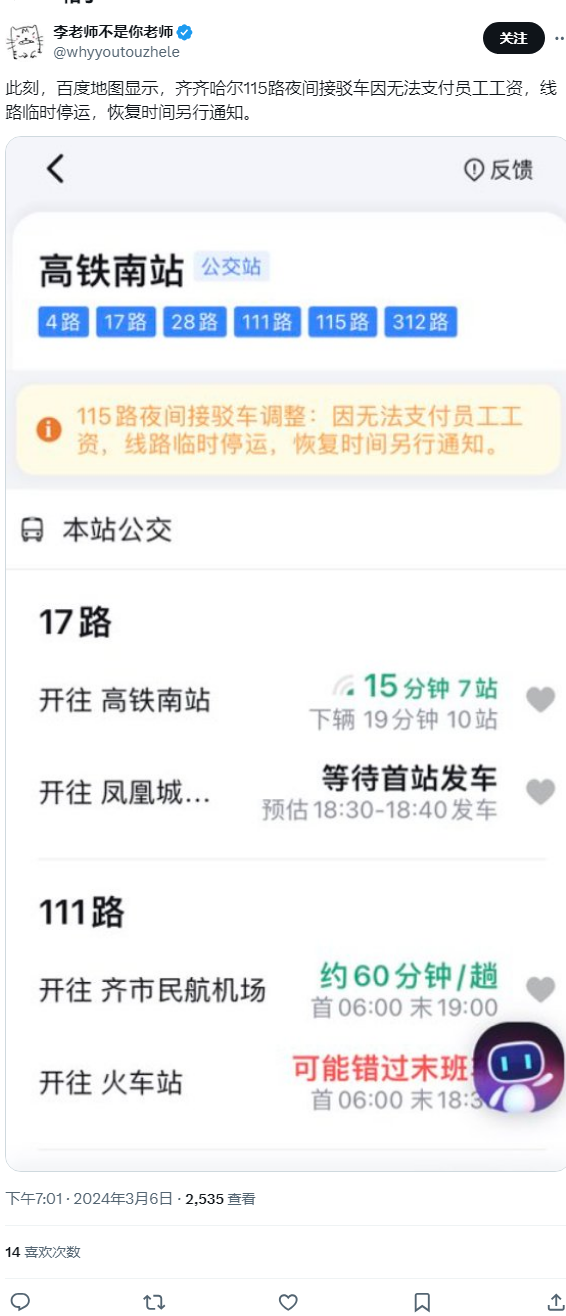 李老师不是你老师
@whyyoutouzhele
关注
此刻，百度地图显示，齐齐哈尔115路夜间接驳车因无法支付员工工资，线
路临时停运，恢复时间另行通知。
反馈
高铁南站 公交站
4路 17路 28路 111路 115路 312路
115路夜间接驳车调整：因无法支付员工工
资，线路临时停运，恢复时间另行通知。
本站公交
17路
开往 高铁南站
15分钟 7站
下辆 19分钟 10站
开往 凤凰城...
等待首站发车
预估18:30-18:40发车
111路
开往 齐市民航机场
约60分钟/趟
首 06:00 末 19:00
开往 火车站
可能错过末班
首 06:00 末 18:3
下午7:01 · 2024年3月6日 · 2,535 查看
14 喜欢次数